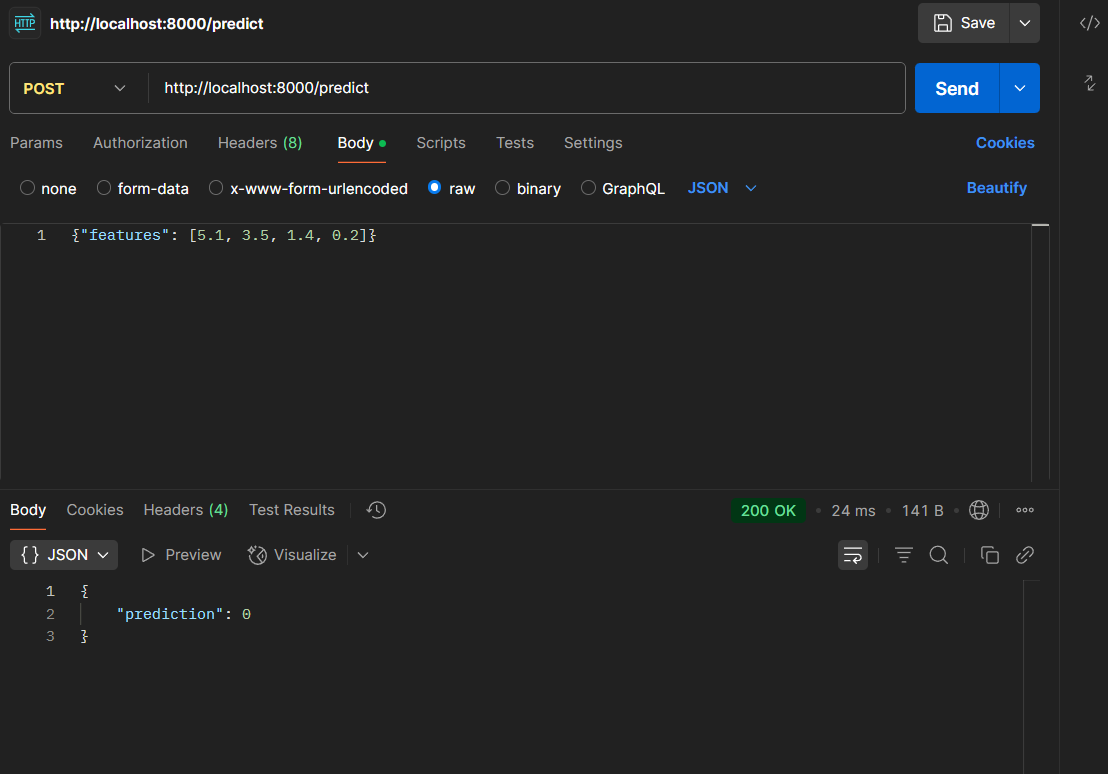 HTTP http://localhost:8000/predict Save </>
POST http://localhost:8000/predict Send
Params Authorization Headers (8) Body Scripts Tests Settings Cookies
none form-data x-www-form-urlencoded raw binary GraphQL JSON Beautify
1 {"features": [5.1, 3.5, 1.4, 0.2]}
Body Cookies Headers (4) Test Results 200 OK • 24 ms • 141 B •
{} JSON Preview Visualize
1 {
2 "prediction": 0
3 }